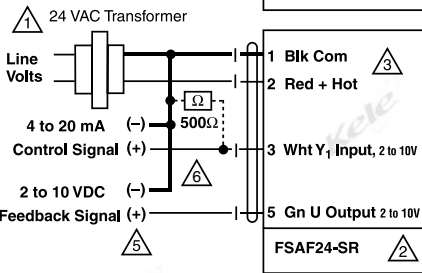 1 24 VAC Transformer
Line
Volts
1 Blk Com
3
2 Red + Hot
Ω
500Ω
4 to 20 mA (–)
Control Signal (+)
3 Wht Y₁ Input, 2 to 10V
6
2 to 10 VDC (–)
Feedback Signal (+)
5 Gn U Output 2 to 10V
5
FSAF24-SR
2
kele